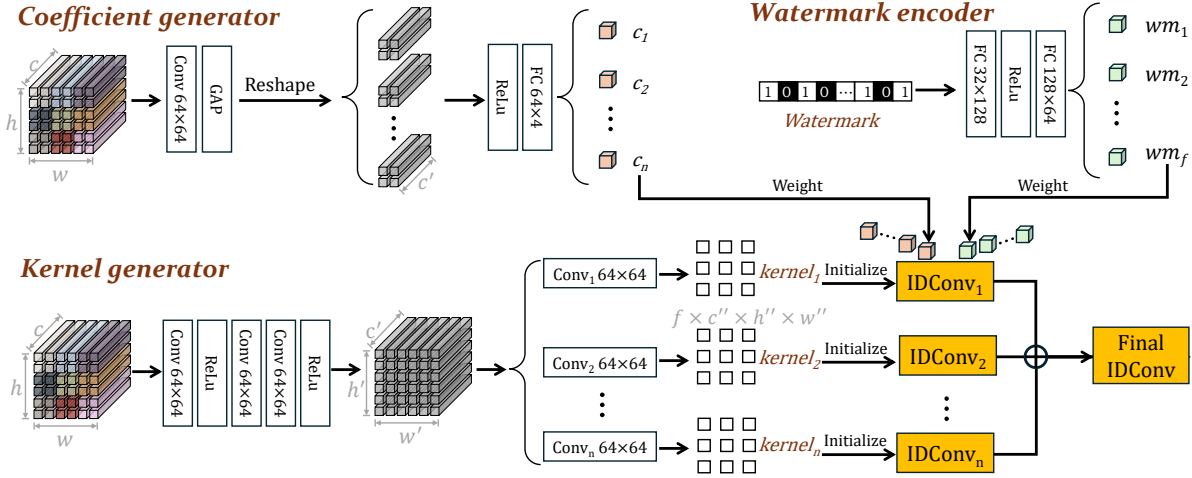 Coefficient generator
c
h
w
Conv 64×64
GAP
Reshape
c'
ReLu
FC 64×4
c1
c2
cn
Watermark encoder
1 0 1 0 ... 1 0 1
Watermark
FC 32×128
ReLu
FC 128×64
wm1
wm2
wmf
Weight
Weight
Kernel generator
c
h
w
Conv 64×64
ReLu
Conv 64×64
Conv 64×64
ReLu
c'
h'
w'
Conv1 64×64
kernel1
Initialize
IDConv1
f × c'' × h'' × w''
Conv2 64×64
kernel2
Initialize
IDConv2
Final
IDConv
Convn 64×64
kerneln
Initialize
IDConvn